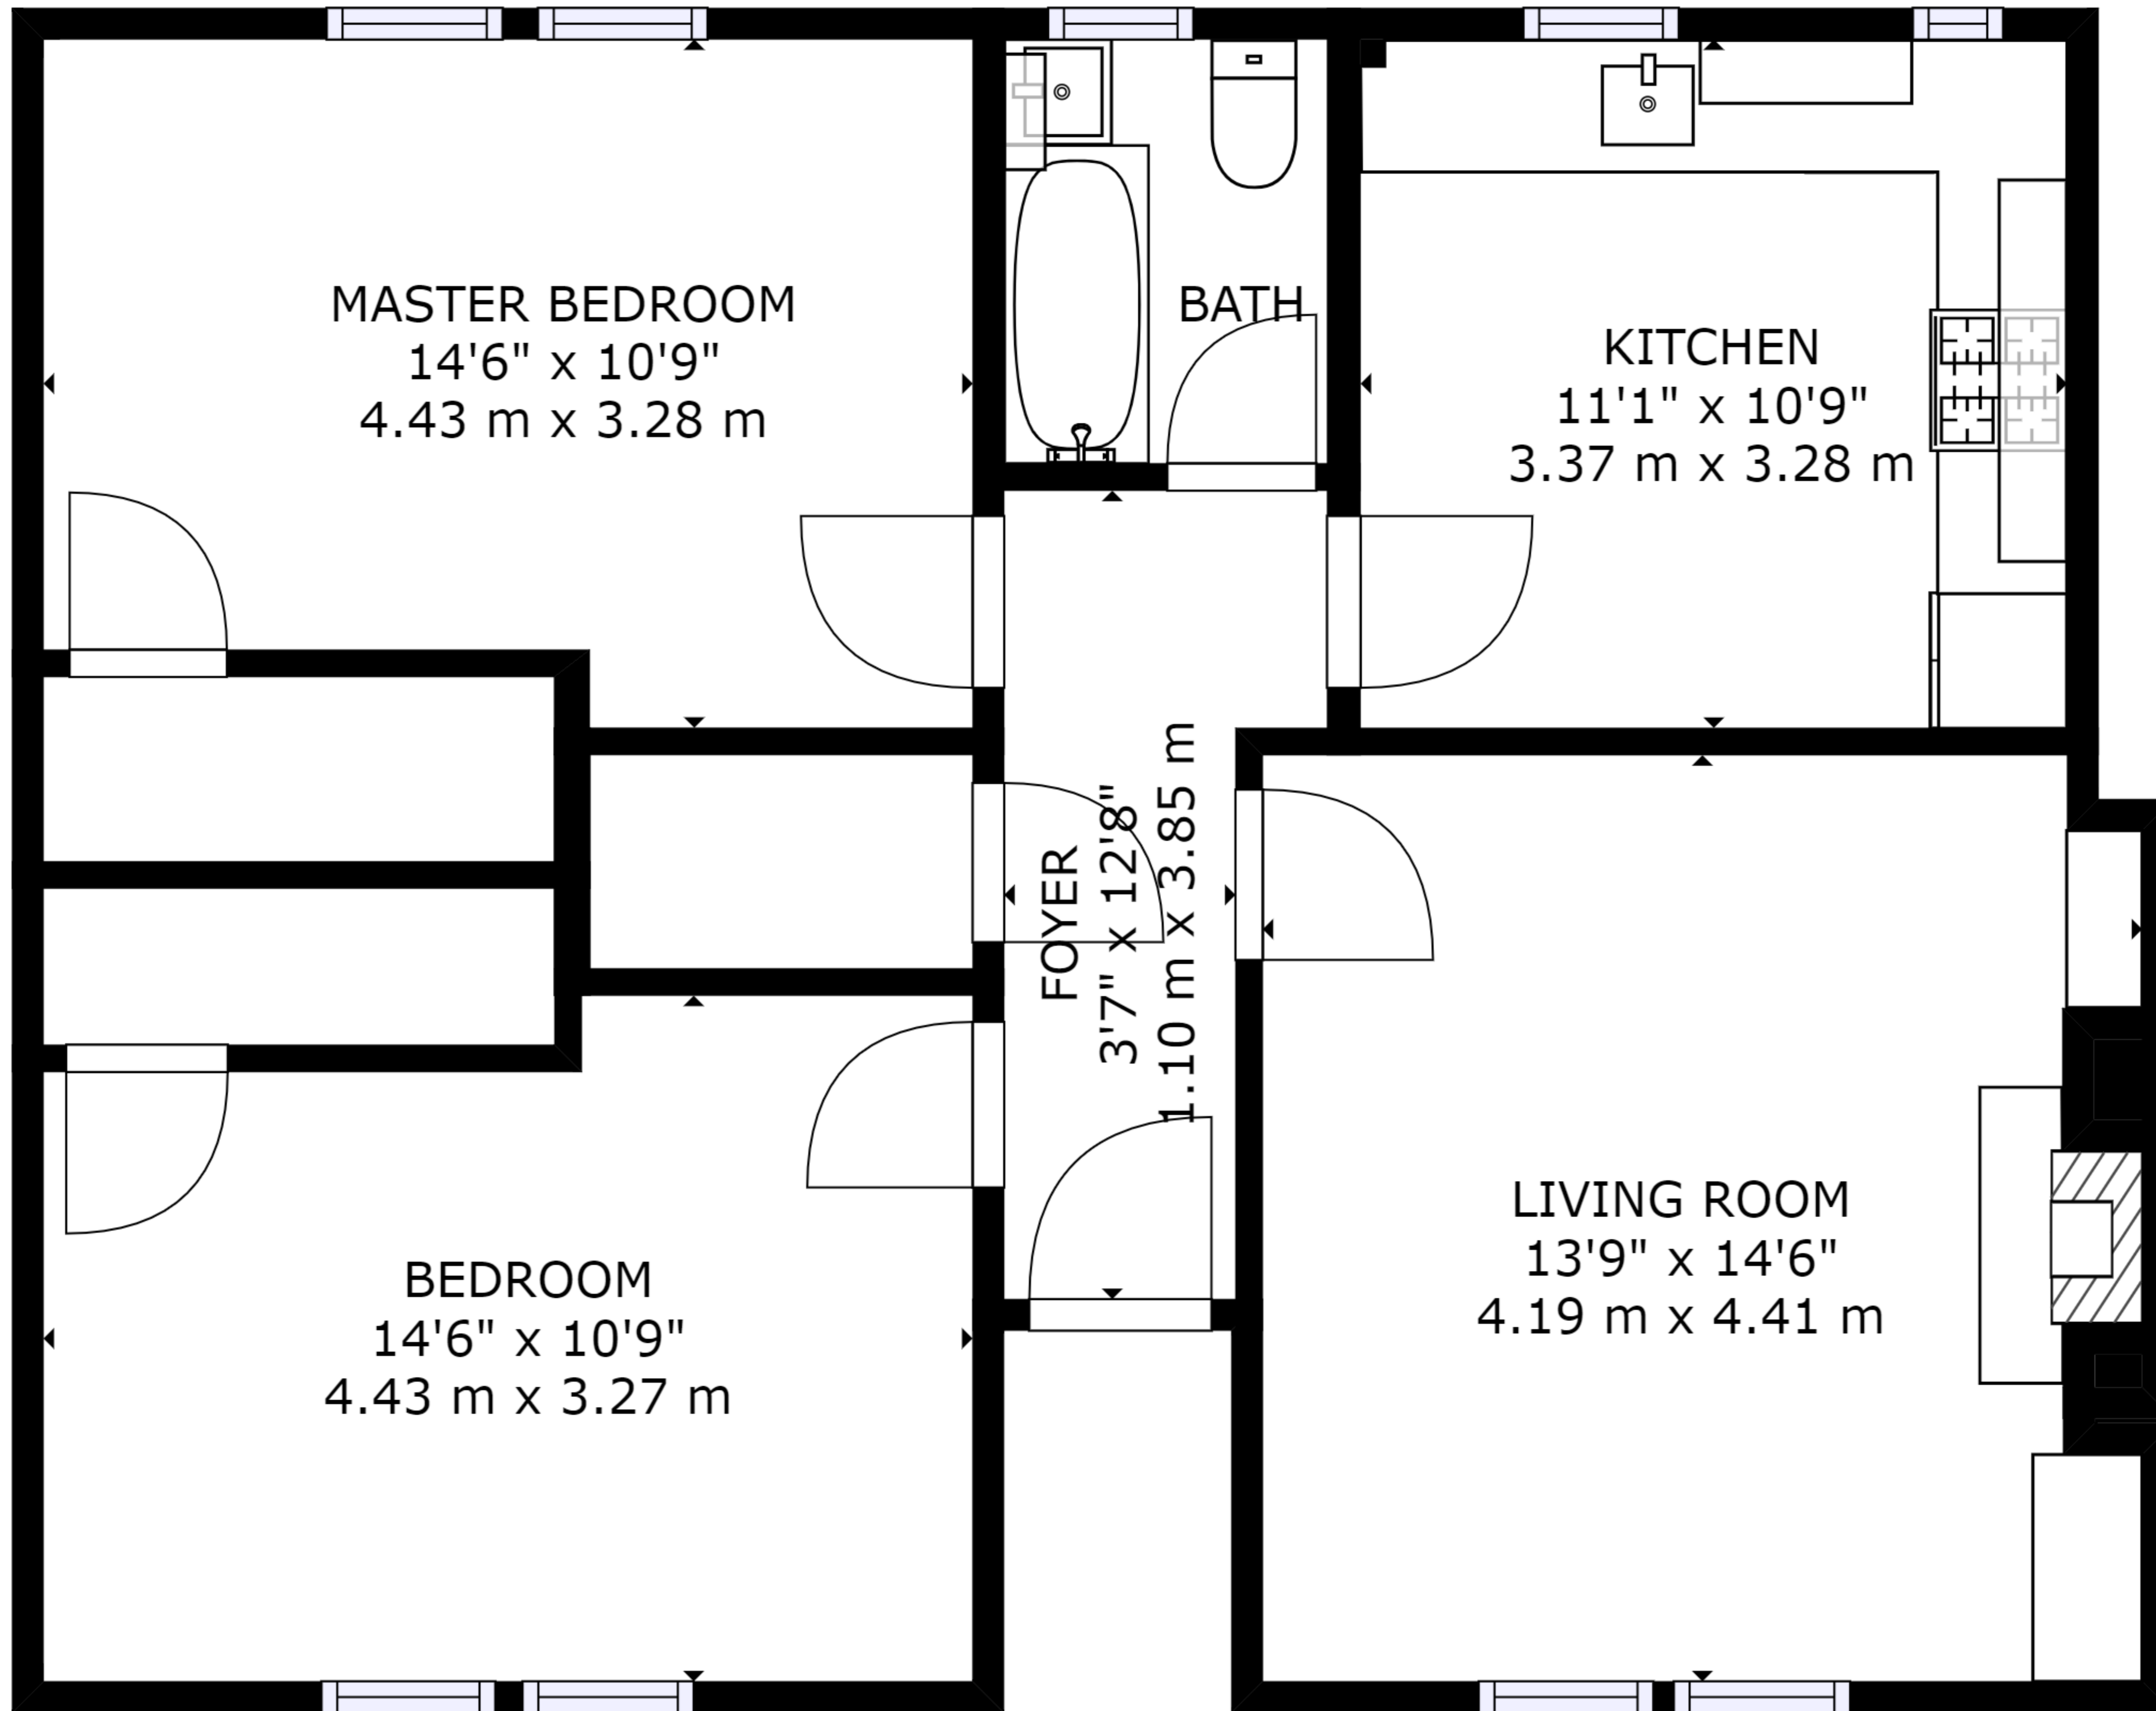 MASTER BEDROOM
14'6" x 10'9"
4.43 m x 3.28 m
BATH
KITCHEN
11'1" x 10'9"
3.37 m x 3.28 m
FOYER
3'7" x 12'8"
1.10 m x 3.85 m
BEDROOM
14'6" x 10'9"
4.43 m x 3.27 m
LIVING ROOM
13'9" x 14'6"
4.19 m x 4.41 m